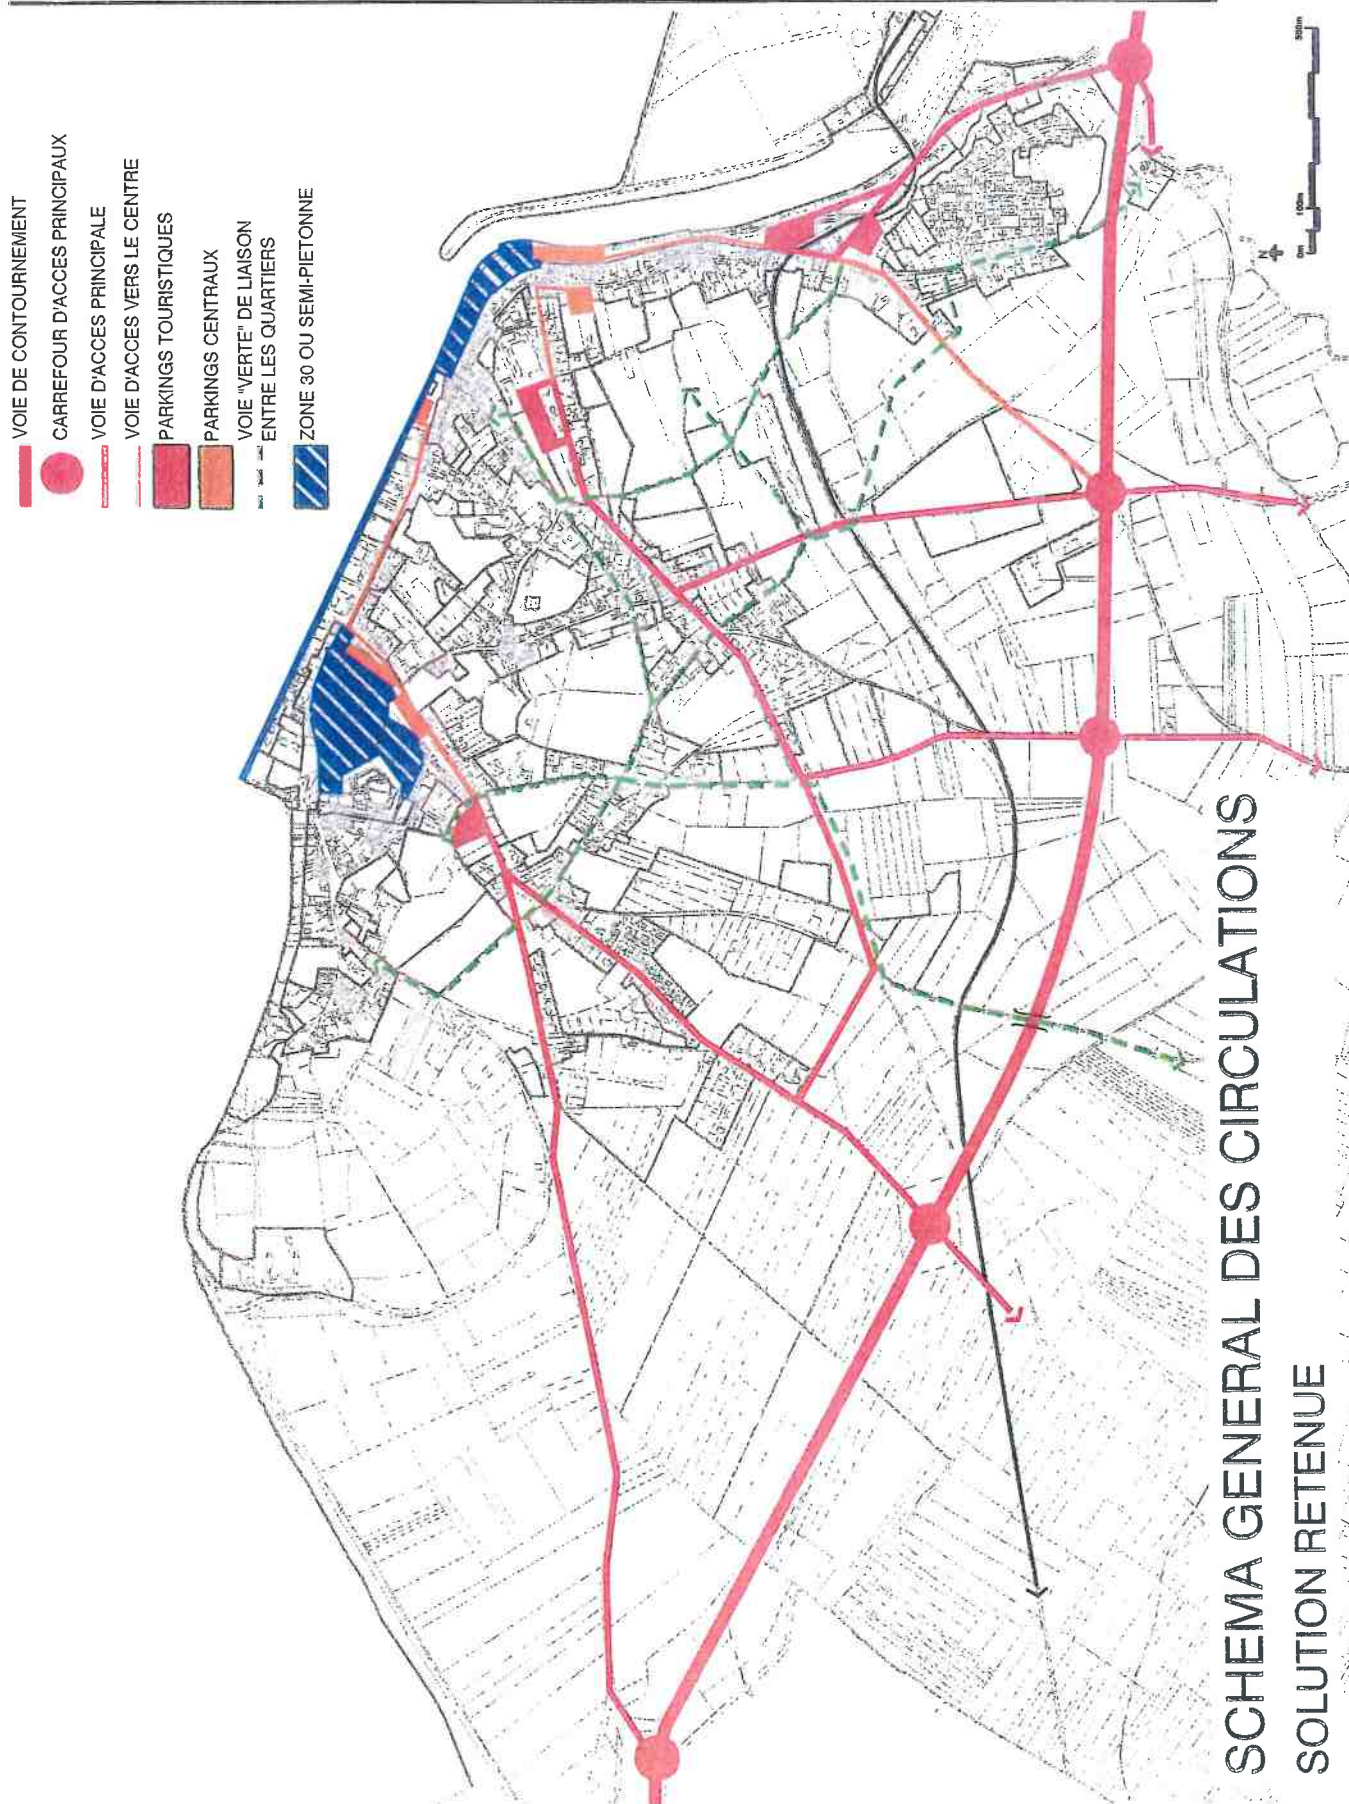 VOIE DE CONTOURNEMENT
CARREFOUR D'ACCES PRINCIPAUX
VOIE D'ACCES PRINCIPALE
VOIE D'ACCES VERS LE CENTRE
PARKINGS TOURISTIQUES
PARKINGS CENTRAUX
VOIE "VERTE" DE LIAISON
ENTRE LES QUARTIERS
ZONE 30 OU SEMI-PIETONNE
N
0m 100m 500m
SCHEMA GENERAL DES CIRCULATIONS
SOLUTION RETENUE